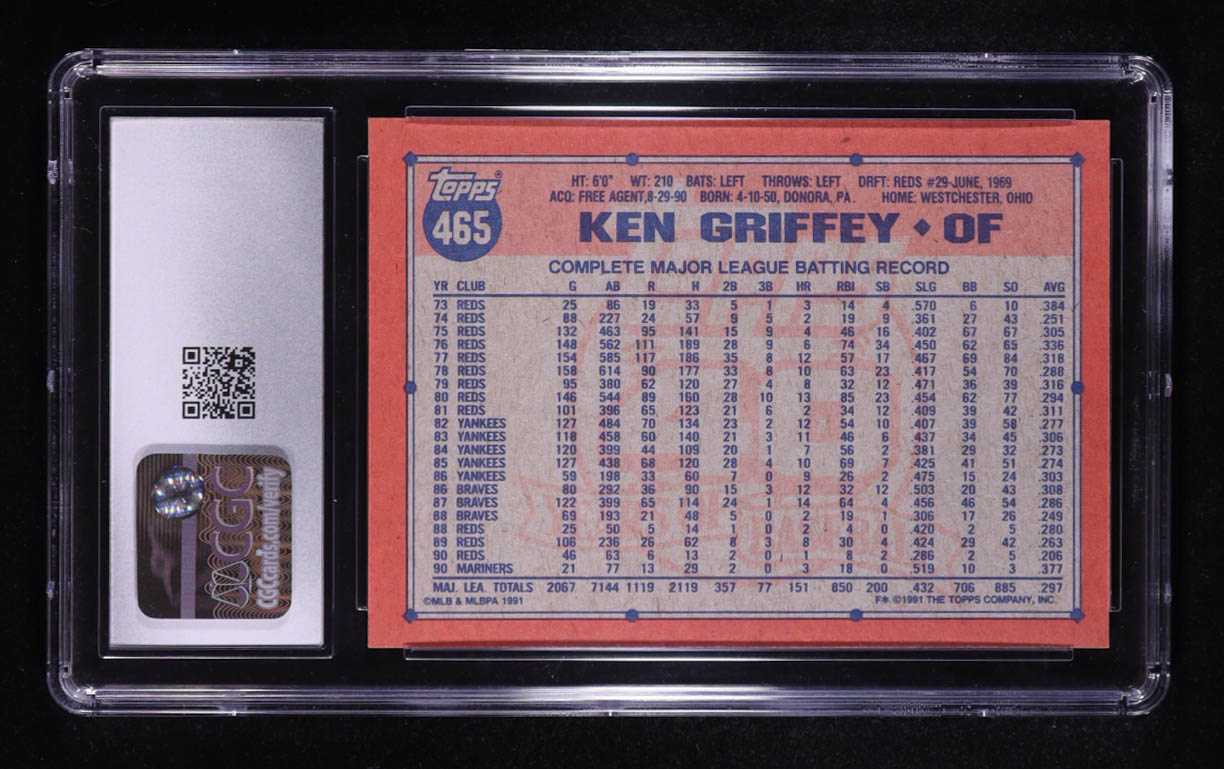 Topps®
465
HT: 6'0" WT: 210 BATS: LEFT THROWS: LEFT DRFT: REDS #29-JUNE, 1969
ACQ: FREE AGENT,8-29-90 BORN: 4-10-50, DONORA, PA. HOME: WESTCHESTER, OHIO
KEN GRIFFEY ◆ OF
COMPLETE MAJOR LEAGUE BATTING RECORD
YR CLUB G AB R H 2B 3B HR RBI SB SLG BB SO AVG
73 REDS 25 86 19 33 5 1 3 14 4 .570 6 10 .384
74 REDS 88 227 24 57 9 5 2 19 9 .361 27 43 .251
75 REDS 132 463 95 141 15 9 4 46 16 .402 67 67 .305
76 REDS 148 562 111 189 28 9 6 74 34 .450 62 65 .336
77 REDS 154 585 117 186 35 8 12 57 17 .467 69 84 .318
78 REDS 158 614 90 177 33 8 10 63 23 .417 54 70 .288
79 REDS 95 380 62 120 27 4 8 32 12 .471 36 39 .316
80 REDS 146 544 89 160 28 10 13 85 23 .454 62 77 .294
81 REDS 101 396 65 123 21 6 2 34 12 .409 39 42 .311
82 YANKEES 127 484 70 134 23 2 12 54 10 .407 39 58 .277
83 YANKEES 118 458 60 140 21 3 11 46 6 .437 34 45 .306
84 YANKEES 120 399 44 109 20 1 7 56 2 .381 29 32 .273
85 YANKEES 127 438 68 120 28 4 10 69 7 .425 41 51 .274
86 YANKEES 59 198 33 60 7 0 9 26 2 .475 15 24 .303
86 BRAVES 80 292 36 90 15 3 12 32 12 .503 20 43 .308
87 BRAVES 122 399 65 114 24 1 14 64 4 .456 46 54 .286
88 BRAVES 69 193 21 48 5 0 2 19 1 .306 17 26 .249
88 REDS 25 50 5 14 1 0 2 4 0 .420 2 5 .280
89 REDS 106 236 26 62 8 3 8 30 4 .424 29 42 .263
90 REDS 46 63 6 13 2 0 1 8 2 .286 2 5 .206
90 MARINERS 21 77 13 29 2 0 3 18 0 .519 10 3 .377
MAJ. LEA. TOTALS 2067 7144 1119 2119 357 77 151 850 200 .432 706 885 .297
©MLB & MLBPA 1991 F* ©1991 THE TOPPS COMPANY, INC.
CGC
CGCcards.com/verify